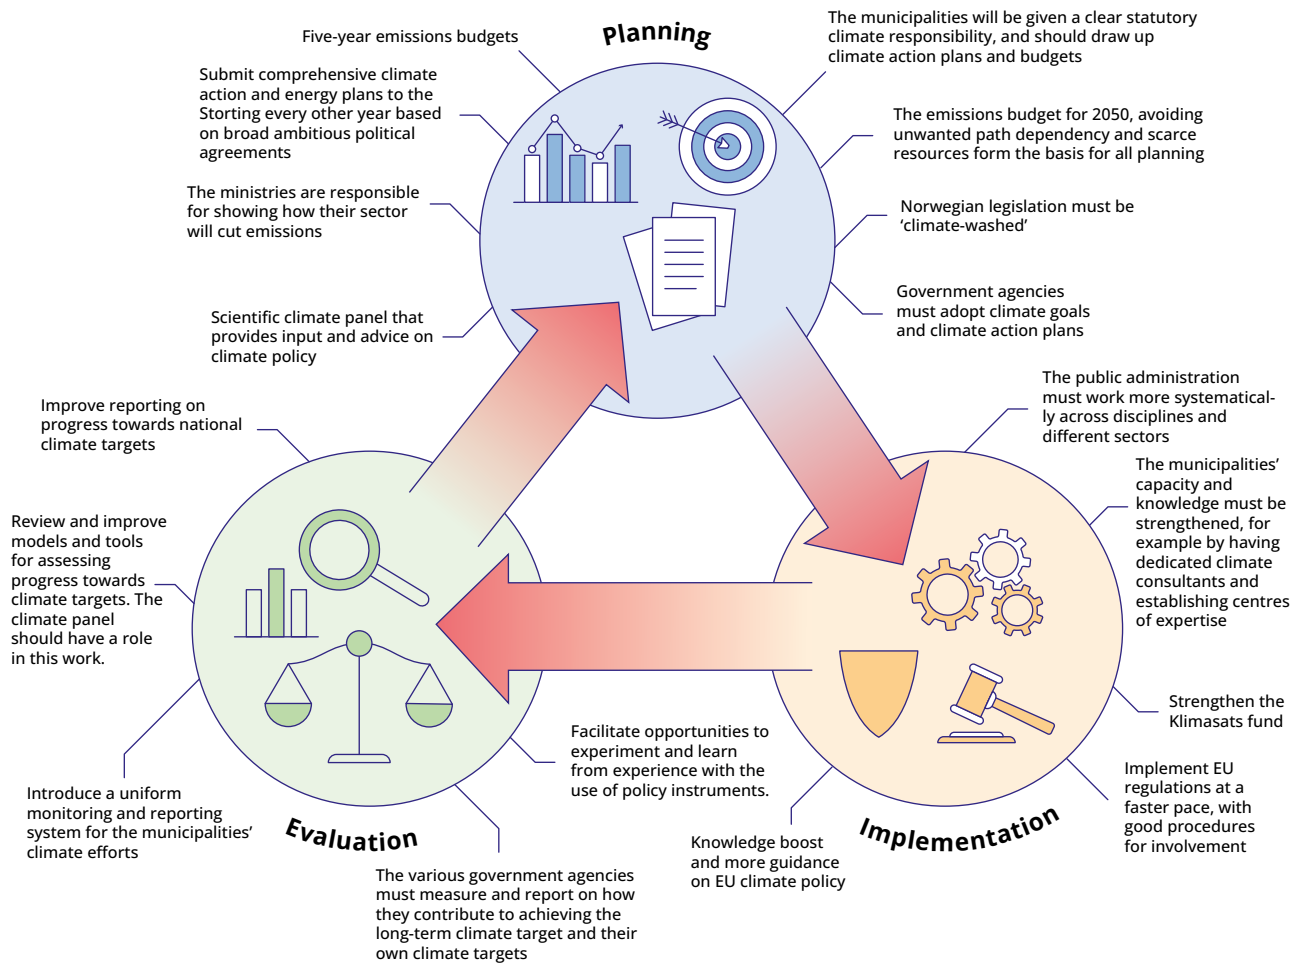 Planning
Five-year emissions budgets
Submit comprehensive climate
action and energy plans to the
Storting every other year based
on broad ambitious political
agreements
The ministries are responsible
for showing how their sector
will cut emissions
Scientific climate panel that
provides input and advice on
climate policy
The municipalities will be given a clear statutory
climate responsibility, and should draw up
climate action plans and budgets
The emissions budget for 2050, avoiding
unwanted path dependency and scarce
resources form the basis for all planning
Norwegian legislation must be
‘climate-washed’
Government agencies
must adopt climate goals
and climate action plans
The public administration
must work more systematical-
ly across disciplines and
different sectors
The municipalities’
capacity and
knowledge must be
strengthened, for
example by having
dedicated climate
consultants and
establishing centres
of expertise
Strengthen the
Klimasats fund
Implement EU
regulations at a
faster pace, with
good procedures
for involvement
Knowledge boost
and more guidance
on EU climate policy
Implementation
Improve reporting on
progress towards national
climate targets
Review and improve
models and tools
for assessing
progress towards
climate targets. The
climate panel
should have a role
in this work.
Introduce a uniform
monitoring and reporting
system for the municipalities’
climate efforts
Evaluation
Facilitate opportunities to
experiment and learn
from experience with the
use of policy instruments.
The various government agencies
must measure and report on how
they contribute to achieving the
long-term climate target and their
own climate targets